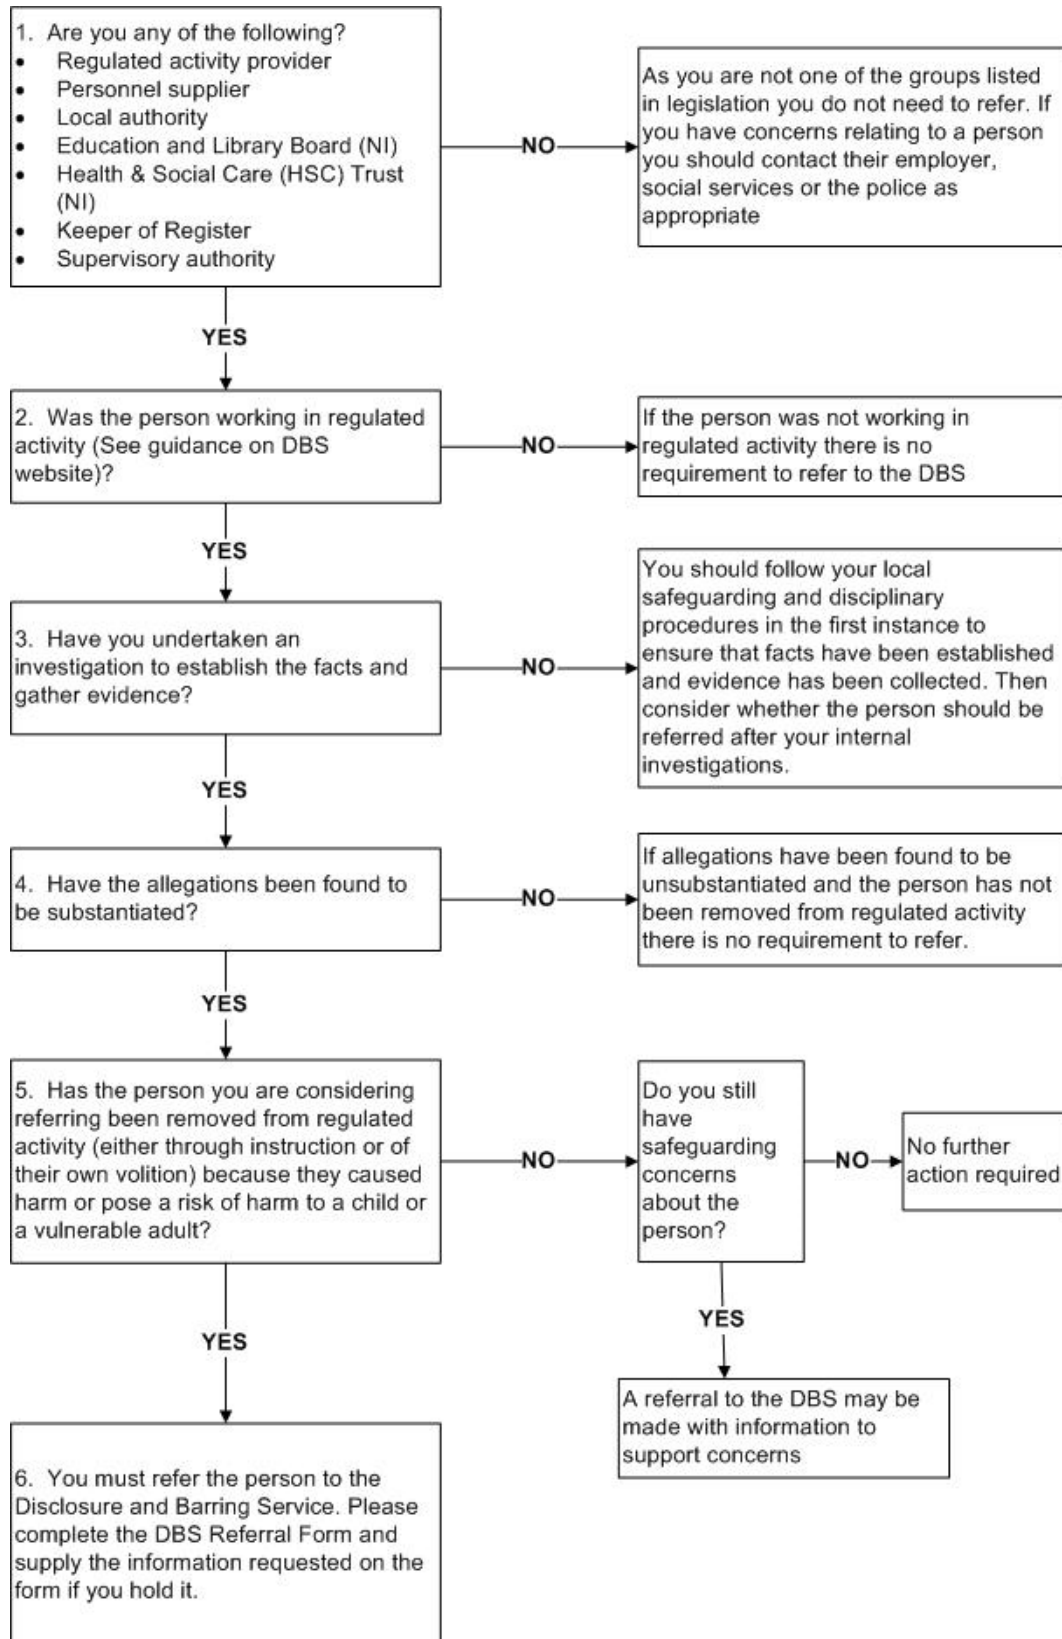 1. Are you any of the following?
• Regulated activity provider
• Personnel supplier
• Local authority
• Education and Library Board (NI)
• Health & Social Care (HSC) Trust
(NI)
• Keeper of Register
• Supervisory authority
NO
As you are not one of the groups listed
in legislation you do not need to refer. If
you have concerns relating to a person
you should contact their employer,
social services or the police as
appropriate
YES
2. Was the person working in regulated
activity (See guidance on DBS
website)?
NO
If the person was not working in
regulated activity there is no
requirement to refer to the DBS
YES
3. Have you undertaken an
investigation to establish the facts and
gather evidence?
NO
You should follow your local
safeguarding and disciplinary
procedures in the first instance to
ensure that facts have been established
and evidence has been collected. Then
consider whether the person should be
referred after your internal
investigations.
YES
4. Have the allegations been found to
be substantiated?
NO
If allegations have been found to be
unsubstantiated and the person has not
been removed from regulated activity
there is no requirement to refer.
YES
5. Has the person you are considering
referring been removed from regulated
activity (either through instruction or of
their own volition) because they caused
harm or pose a risk of harm to a child or
a vulnerable adult?
NO
Do you still
have
safeguarding
concerns
about the
person?
NO
No further
action required
YES
A referral to the DBS may be
made with information to
support concerns
YES
6. You must refer the person to the
Disclosure and Barring Service. Please
complete the DBS Referral Form and
supply the information requested on the
form if you hold it.